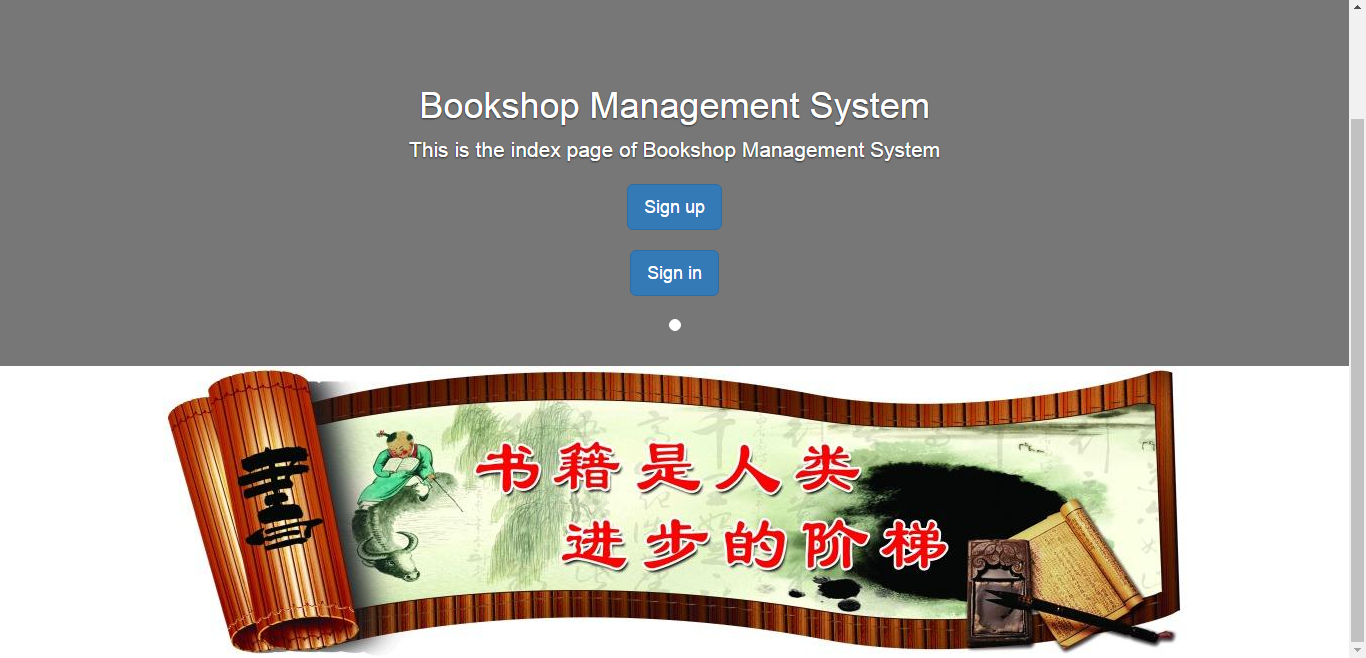 Bookshop Management System
This is the index page of Bookshop Management System
Sign up
Sign in
书籍是人类
进步的阶梯